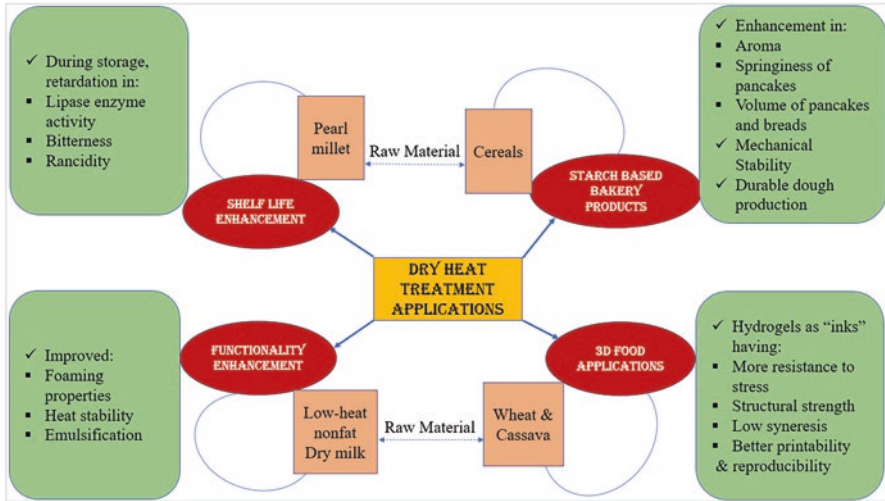 ✓ During storage,
retardation in:
▪ Lipase enzyme
activity
▪ Bitterness
▪ Rancidity
Pearl
millet
Raw Material
Cereals
✓ Enhancement in:
▪ Aroma
▪ Springiness of
pancakes
▪ Volume of pancakes
and breads
✓ Mechanical
Stability
✓ Durable dough
production
SHELF LIFE
ENHANCEMENT
STARCH BASED
BAKERY
PRODUCTS
DRY HEAT
TREATMENT
APPLICATIONS
✓ Improved:
▪ Foaming
properties
▪ Heat stability
▪ Emulsification
FUNCTIONALITY
ENHANCEMENT
3D FOOD
APPLICATIONS
Low-heat
nonfat
Dry milk
Raw Material
Wheat &
Cassava
✓ Hydrogels as “inks”
having:
▪ More resistance to
stress
▪ Structural strength
▪ Low syneresis
▪ Better printability
& reproducibility